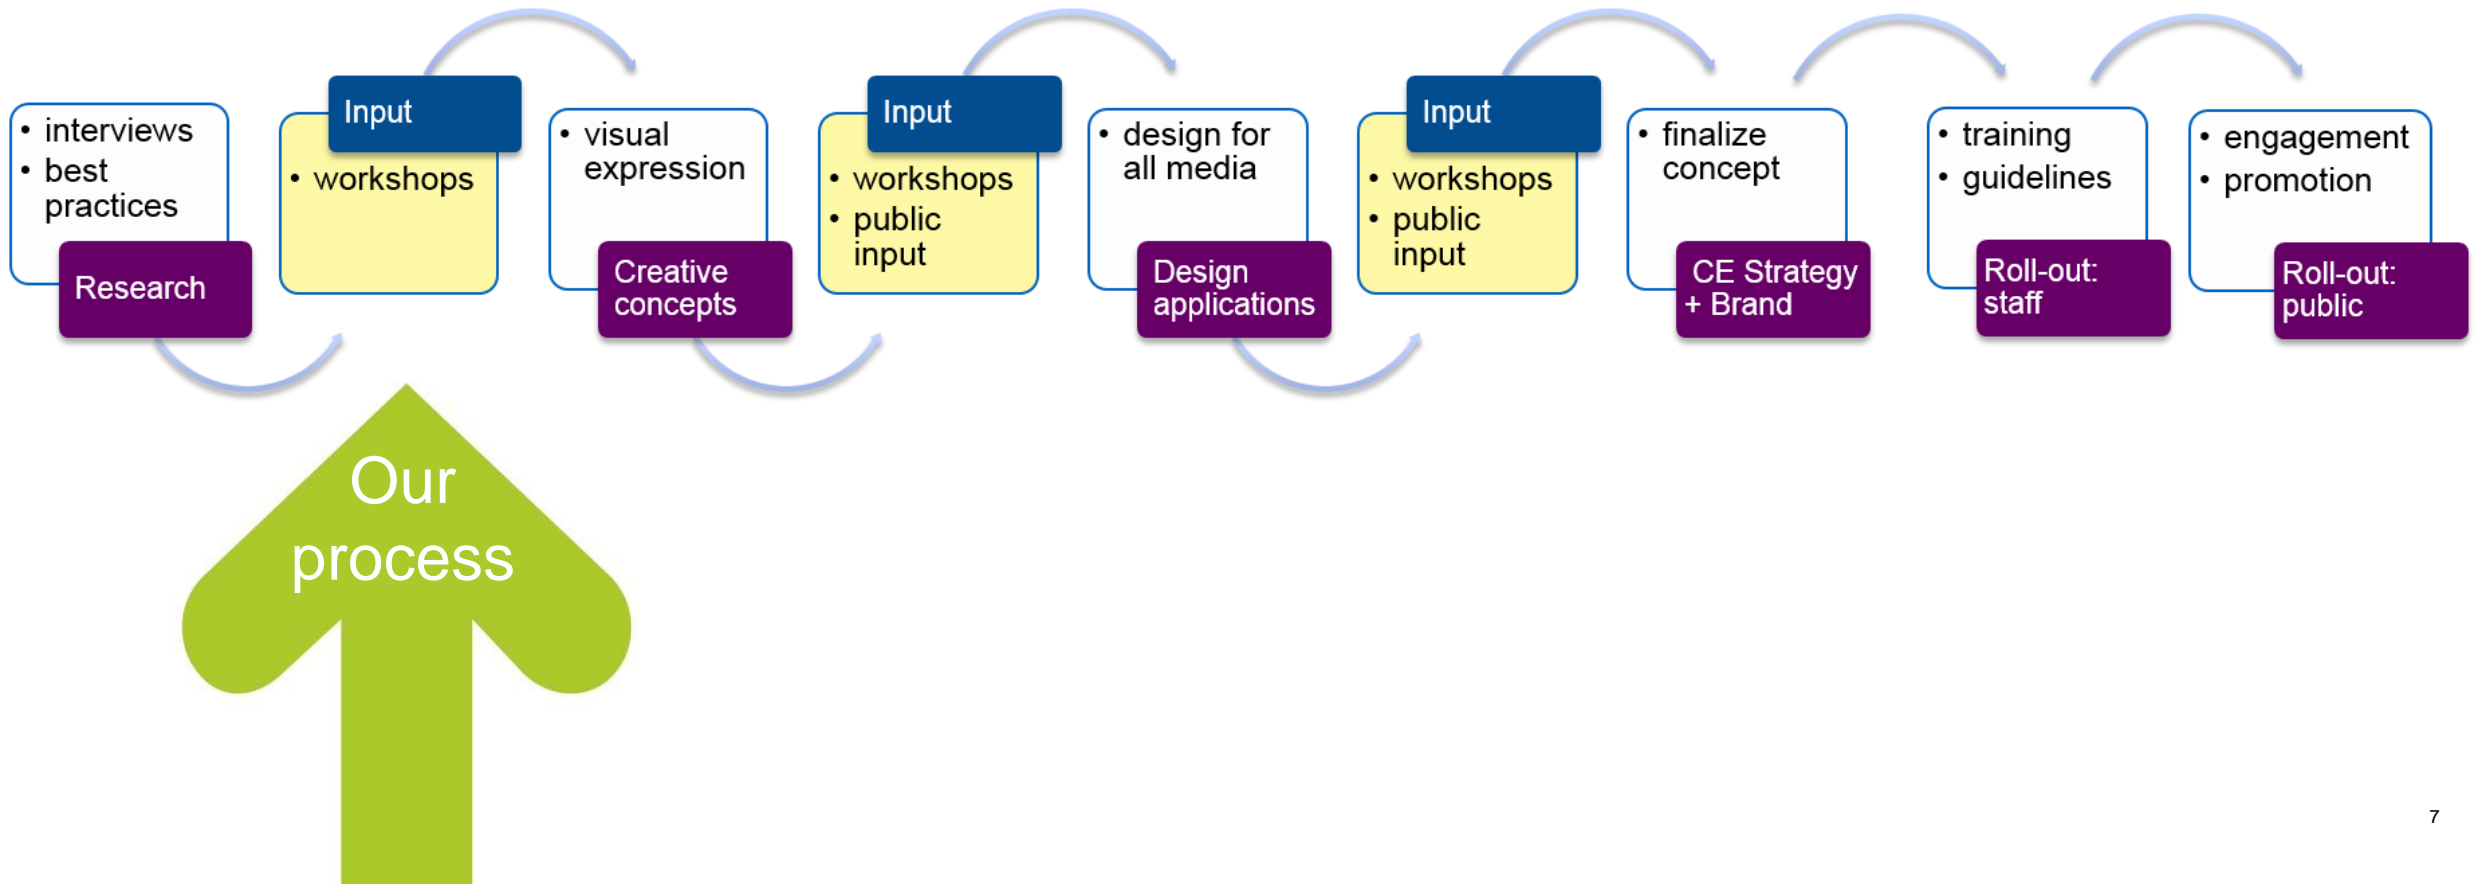 • interviews
• best
practices
Research
Input
• workshops
• visual
expression
Creative
concepts
Input
• workshops
• public
input
• design for
all media
Design
applications
Input
• workshops
• public
input
• finalize
concept
CE Strategy
+ Brand
• training
• guidelines
Roll-out:
staff
• engagement
• promotion
Roll-out:
public
Our
process
7